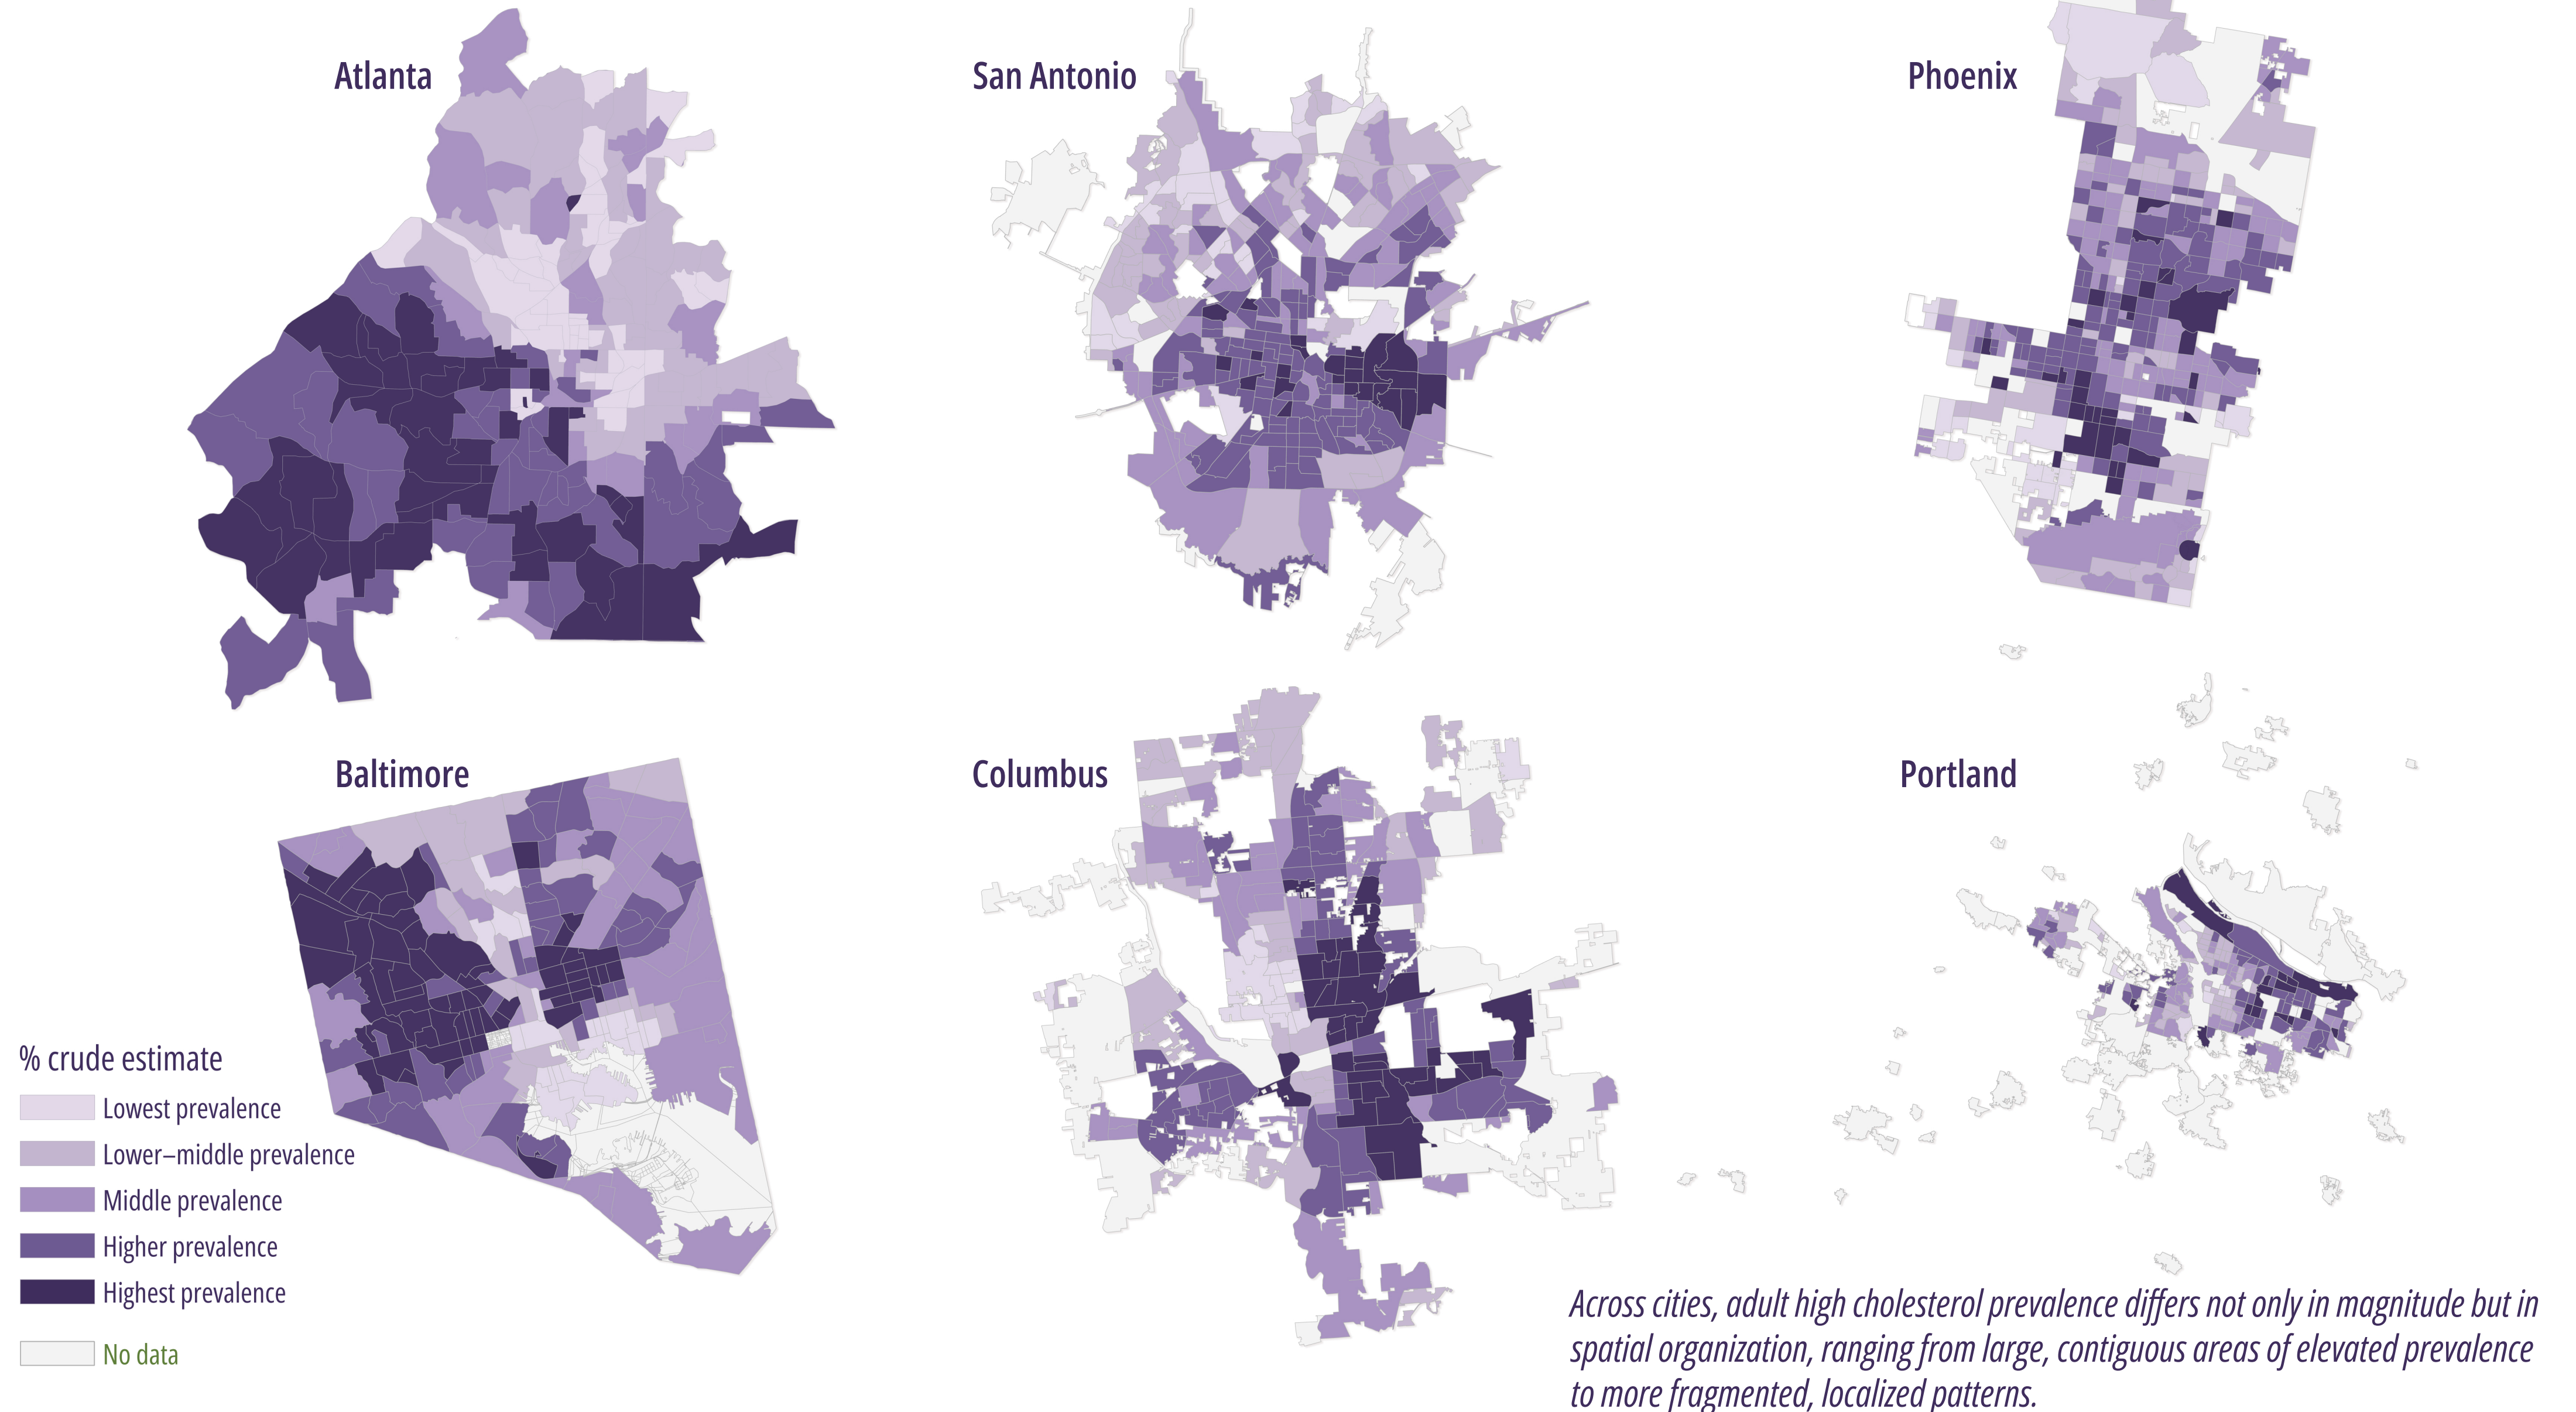 Atlanta
San Antonio
Phoenix
Baltimore
Columbus
Portland
% crude estimate
Lowest prevalence
Lower–middle prevalence
Middle prevalence
Higher prevalence
Highest prevalence
No data
Across cities, adult high cholesterol prevalence differs not only in magnitude but in
spatial organization, ranging from large, contiguous areas of elevated prevalence
to more fragmented, localized patterns.